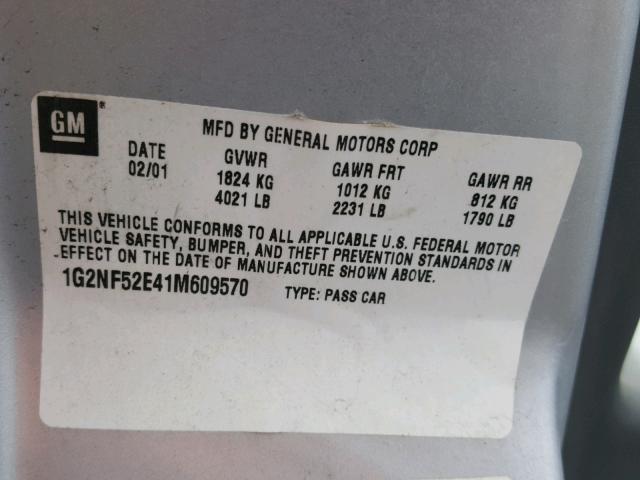 GM ®
MFD BY GENERAL MOTORS CORP
DATE GVWR GAWR FRT GAWR RR
02/01 1824 KG 1012 KG 812 KG
4021 LB 2231 LB 1790 LB
THIS VEHICLE CONFORMS TO ALL APPLICABLE U.S. FEDERAL MOTOR
VEHICLE SAFETY, BUMPER, AND THEFT PREVENTION STANDARDS IN
EFFECT ON THE DATE OF MANUFACTURE SHOWN ABOVE.
1G2NF52E41M609570 TYPE: PASS CAR